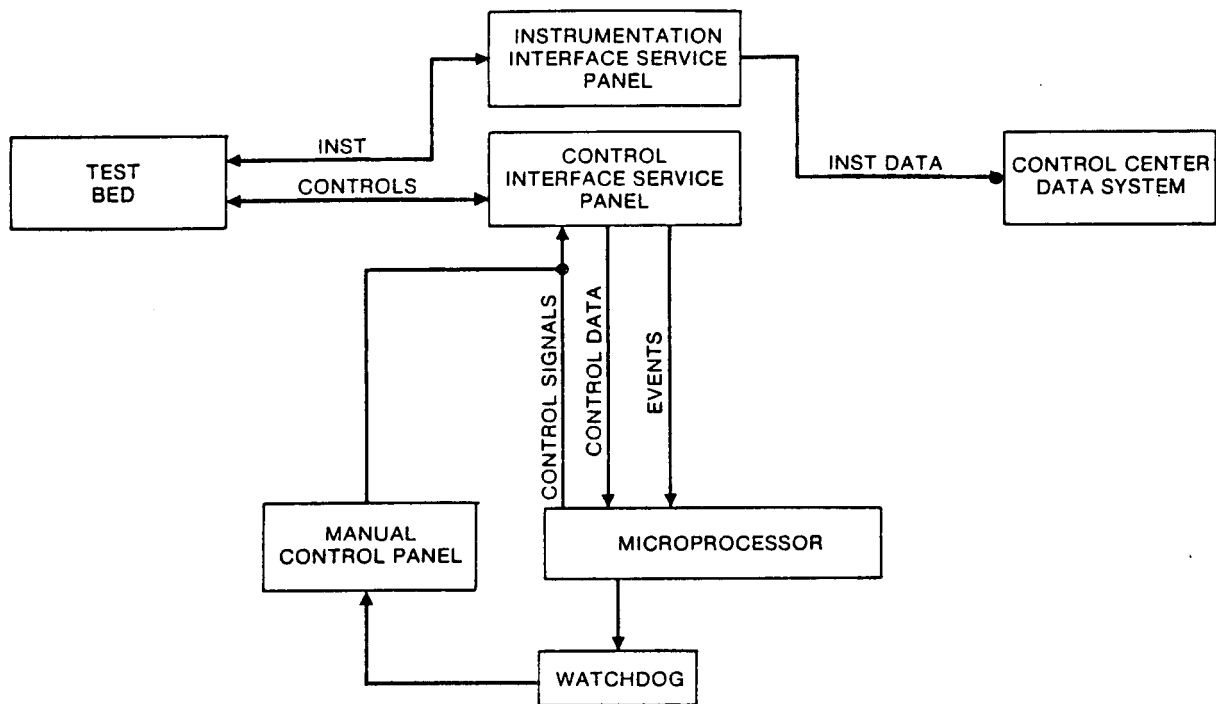 INSTRUMENTATION
INTERFACE SERVICE
PANEL
TEST
BED
INST
CONTROLS
CONTROL
INTERFACE SERVICE
PANEL
INST DATA
CONTROL CENTER
DATA SYSTEM
CONTROL SIGNALS
CONTROL DATA
EVENTS
MANUAL
CONTROL PANEL
MICROPROCESSOR
WATCHDOG